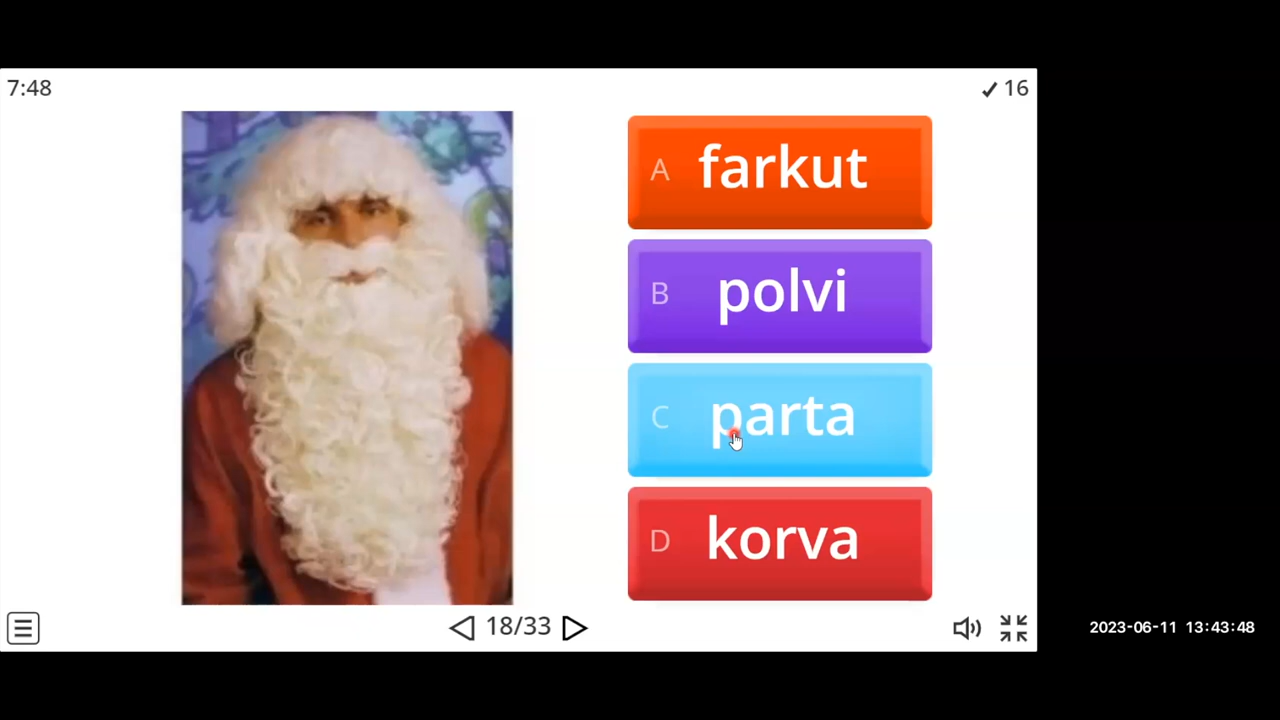 7:48
✓ 16
A farkut
B polvi
C parta
D korva
18/33
2023-06-11 13:43:48